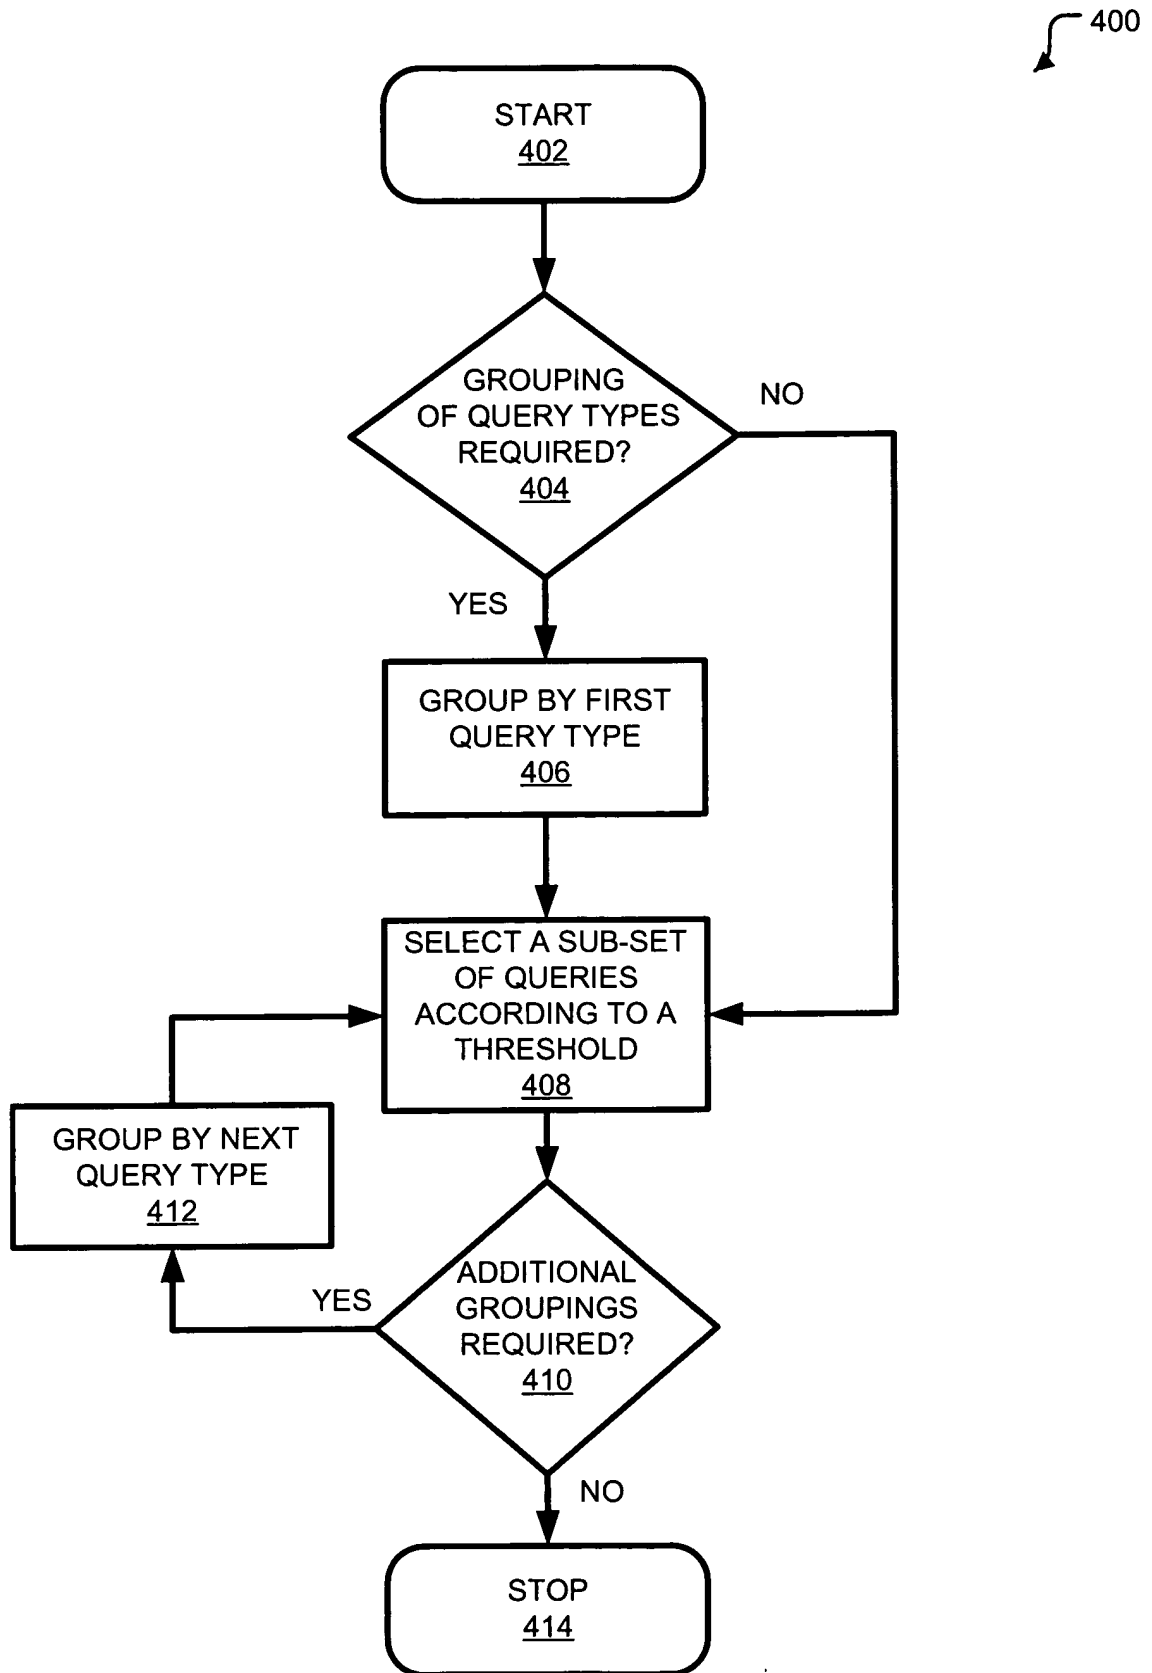 400
START
402
GROUPING
OF QUERY TYPES
REQUIRED?
404
NO
YES
GROUP BY FIRST
QUERY TYPE
406
SELECT A SUB-SET
OF QUERIES
ACCORDING TO A
THRESHOLD
408
GROUP BY NEXT
QUERY TYPE
412
YES
ADDITIONAL
GROUPINGS
REQUIRED?
410
NO
STOP
414